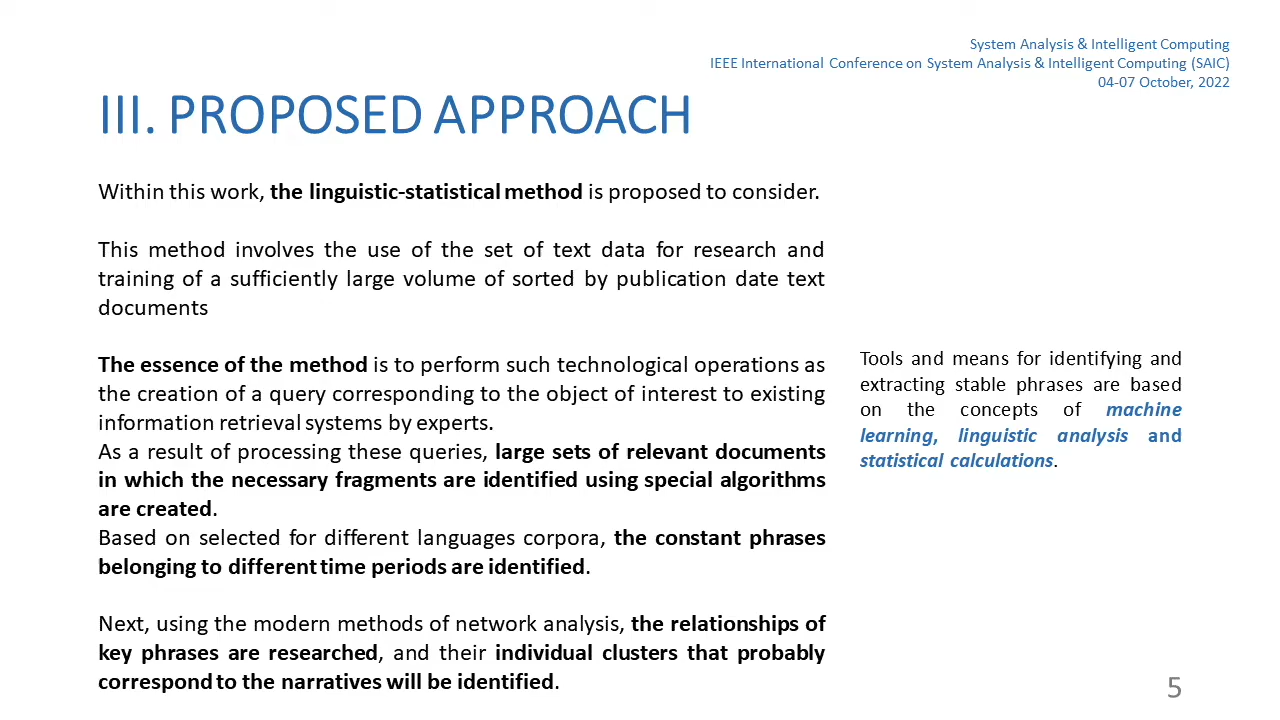 System Analysis & Intelligent Computing
IEEE International Conference on System Analysis & Intelligent Computing (SAIC)
04-07 October, 2022
III. PROPOSED APPROACH
Within this work, the linguistic-statistical method is proposed to consider.
This method involves the use of the set of text data for research and
training of a sufficiently large volume of sorted by publication date text
documents
The essence of the method is to perform such technological operations as
the creation of a query corresponding to the object of interest to existing
information retrieval systems by experts.
As a result of processing these queries, large sets of relevant documents
in which the necessary fragments are identified using special algorithms
are created.
Based on selected for different languages corpora, the constant phrases
belonging to different time periods are identified.
Next, using the modern methods of network analysis, the relationships of
key phrases are researched, and their individual clusters that probably
correspond to the narratives will be identified.
Tools and means for identifying and
extracting stable phrases are based
on the concepts of machine
learning, linguistic analysis and
statistical calculations.
5